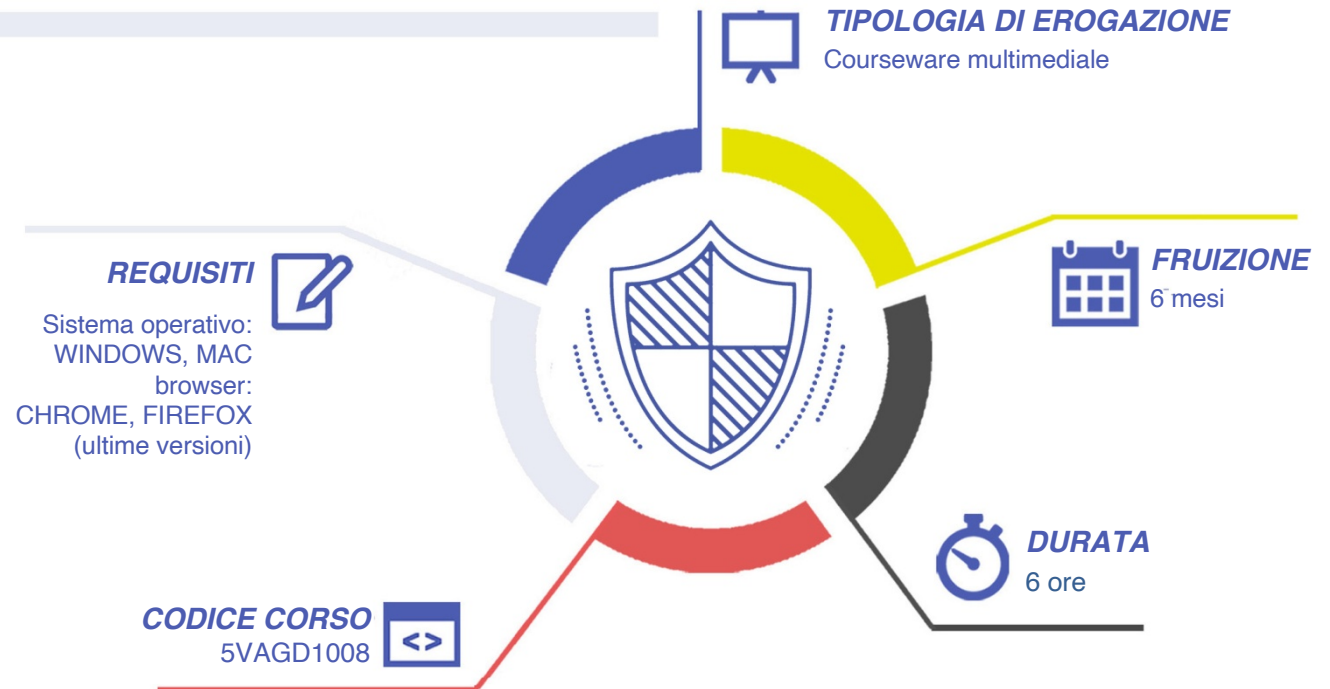 TIPOLOGIA DI EROGAZIONE
Courseware multimediale
FRUIZIONE
6 mesi
REQUISITI
Sistema operativo:
WINDOWS, MAC
browser:
CHROME, FIREFOX
(ultime versioni)
DURATA
6 ore
CODICE CORSO
5VAGD1008
<>